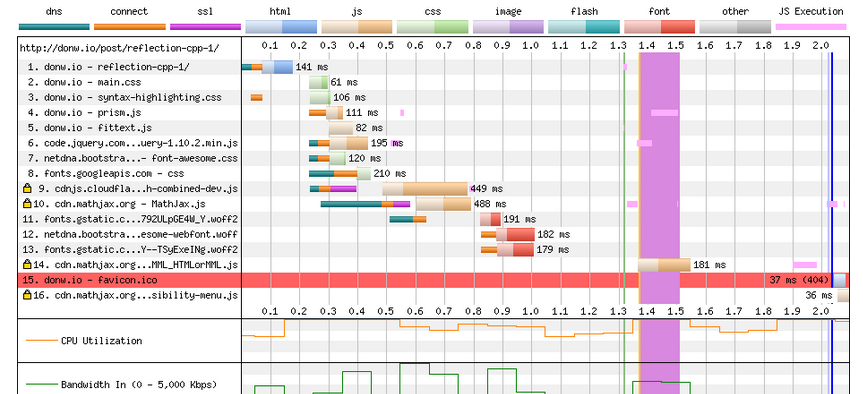 dns connect ssl html js css image flash font other JS Execution
http://donw.io/post/reflection-cpp-1/ 0.1 0.2 0.3 0.4 0.5 0.6 0.7 0.8 0.9 1.0 1.1 1.2 1.3 1.4 1.5 1.6 1.7 1.8 1.9 2.0
1. donw.io - reflection-cpp-1/ 141 ms
2. donw.io - main.css 61 ms
3. donw.io - syntax-highlighting.css 106 ms
4. donw.io - prism.js 111 ms
5. donw.io - fittext.js 82 ms
6. code.jquery.com...uery-1.10.2.min.js 195 ms
7. netdna.bootstra...- font-awesome.css 120 ms
8. fonts.googleapis.com - css 210 ms
9. cdnjs.cloudfla...h-combined-dev.js 449 ms
10. cdn.mathjax.org - MathJax.js 488 ms
11. fonts.gstatic.c...792ULpGE4W_Y.woff2 191 ms
12. netdna.bootstra...esome-webfont.woff 182 ms
13. fonts.gstatic.c...Y--TSyExeINg.woff2 179 ms
14. cdn.mathjax.org...MML_HTMLorMML.js 181 ms
15. donw.io - favicon.ico 37 ms (404)
16. cdn.mathjax.org...sibility-menu.js 36 ms
0.1 0.2 0.3 0.4 0.5 0.6 0.7 0.8 0.9 1.0 1.1 1.2 1.3 1.4 1.5 1.6 1.7 1.8 1.9 2.0
CPU Utilization
Bandwidth In (0 - 5,000 Kbps)